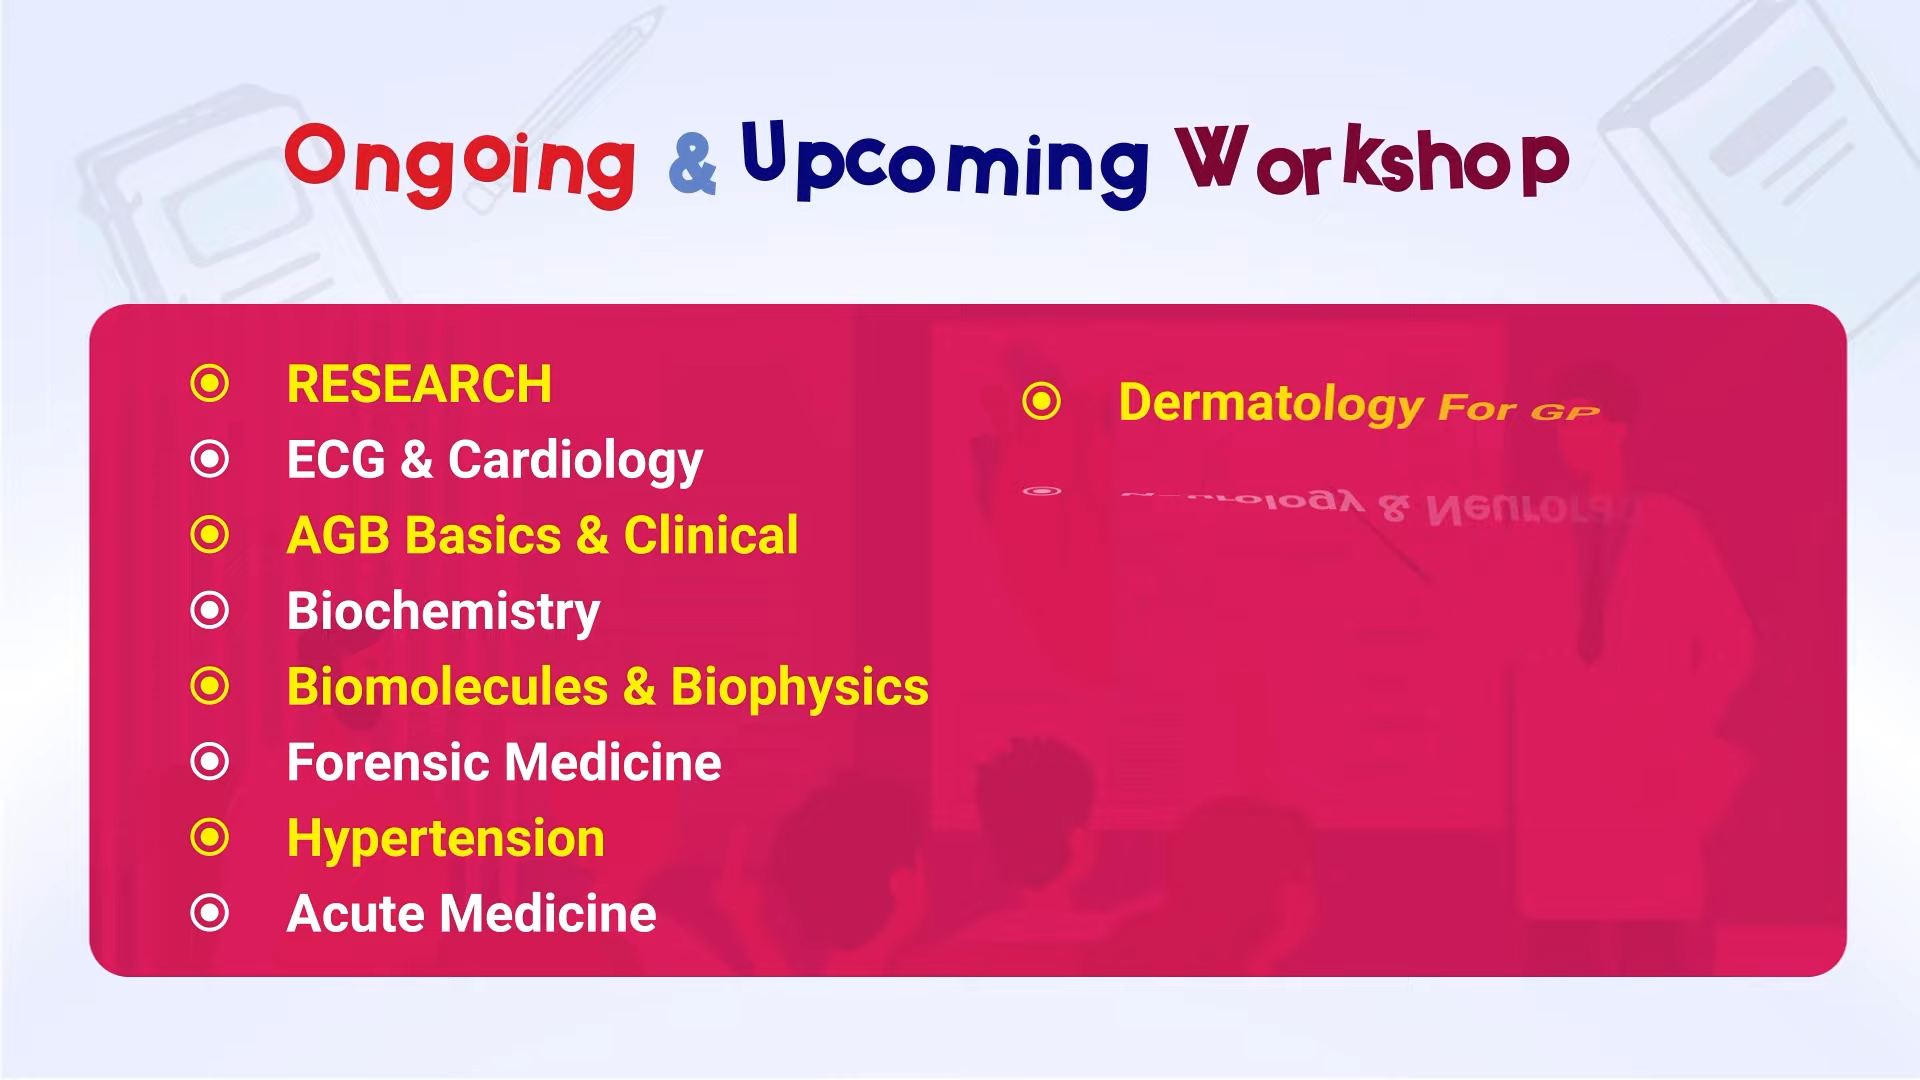 Ongoing & Upcoming Workshop
RESEARCH
ECG & Cardiology
AGB Basics & Clinical
Biochemistry
Biomolecules & Biophysics
Forensic Medicine
Hypertension
Acute Medicine
Dermatology For GP
&